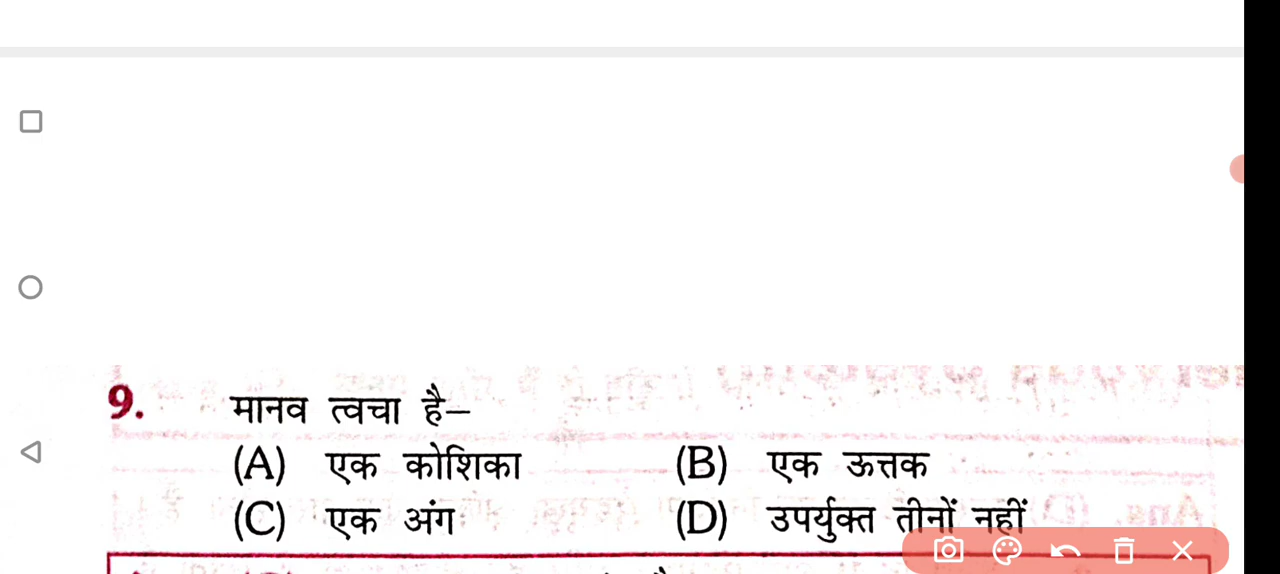 9. मानव त्वचा है–
(A) एक कोशिका (B) एक ऊत्तक
(C) एक अंग (D) उपर्युक्त तीनों नहीं